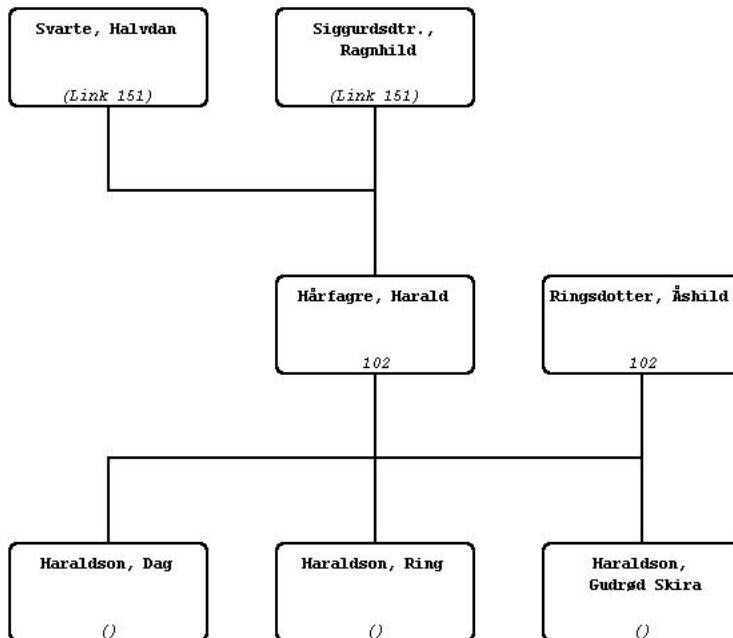 Svarte, Halvdan
(Link 151)
Siggurdsdtr.,
Ragnhild
(Link 151)
Hårfagre, Harald
102
Ringsdotter, Åshild
102
Haraldson, Dag
()
Haraldson, Ring
()
Haraldson,
Gudrød Skira
()